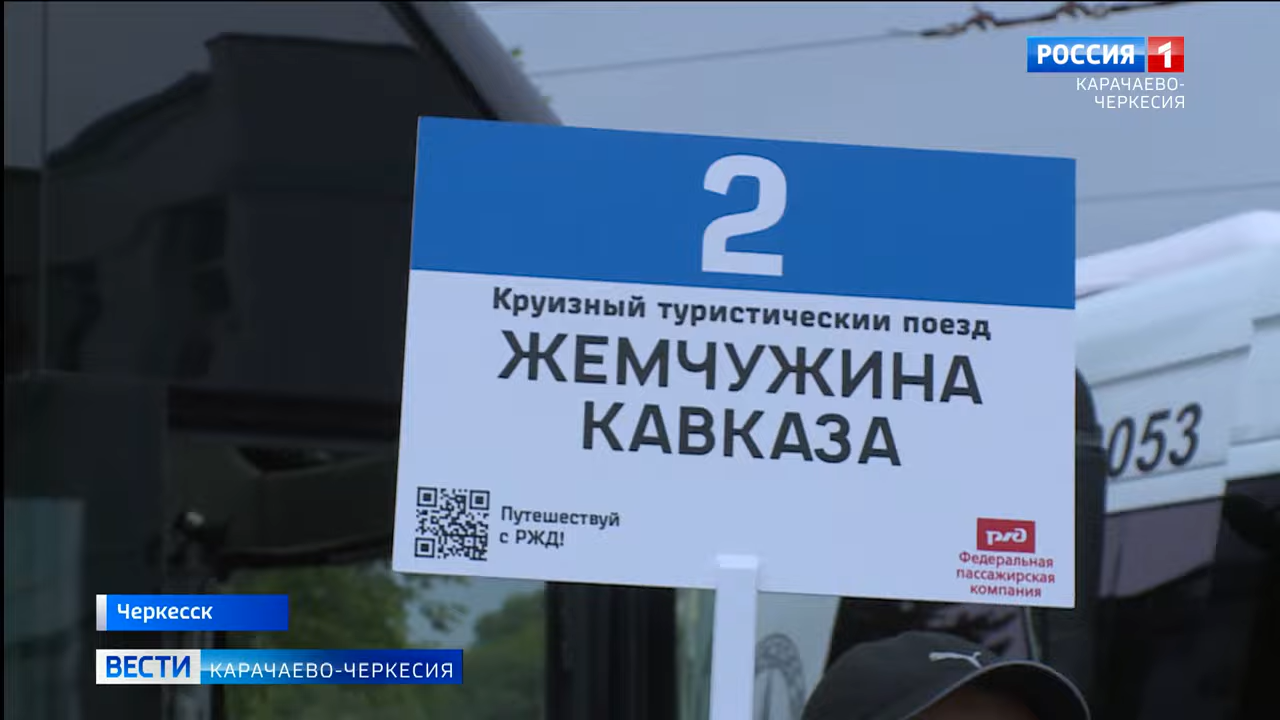 РОССИЯ 1
КАРАЧАЕВО-
ЧЕРКЕСИЯ
2
Круизный туристический поезд
ЖЕМЧУЖИНА
КАВКАЗА
053
Путешествуй
с РЖД!
ржд
Федеральная
пассажирская
компания
Черкесск
ВЕСТИ КАРАЧАЕВО-ЧЕРКЕСИЯ